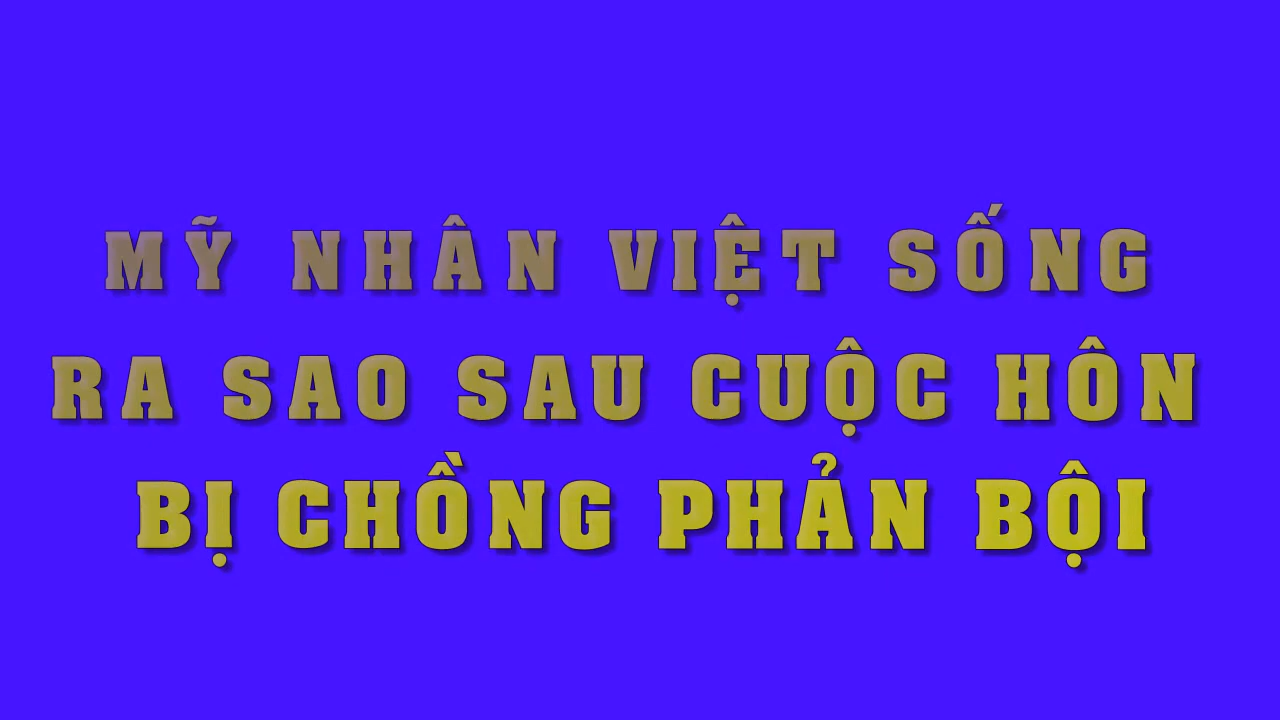 MỸ NHÂN VIỆT SỐNG
RA SAO SAU CUỘC HÔN
BỊ CHỒNG PHẢN BỘI